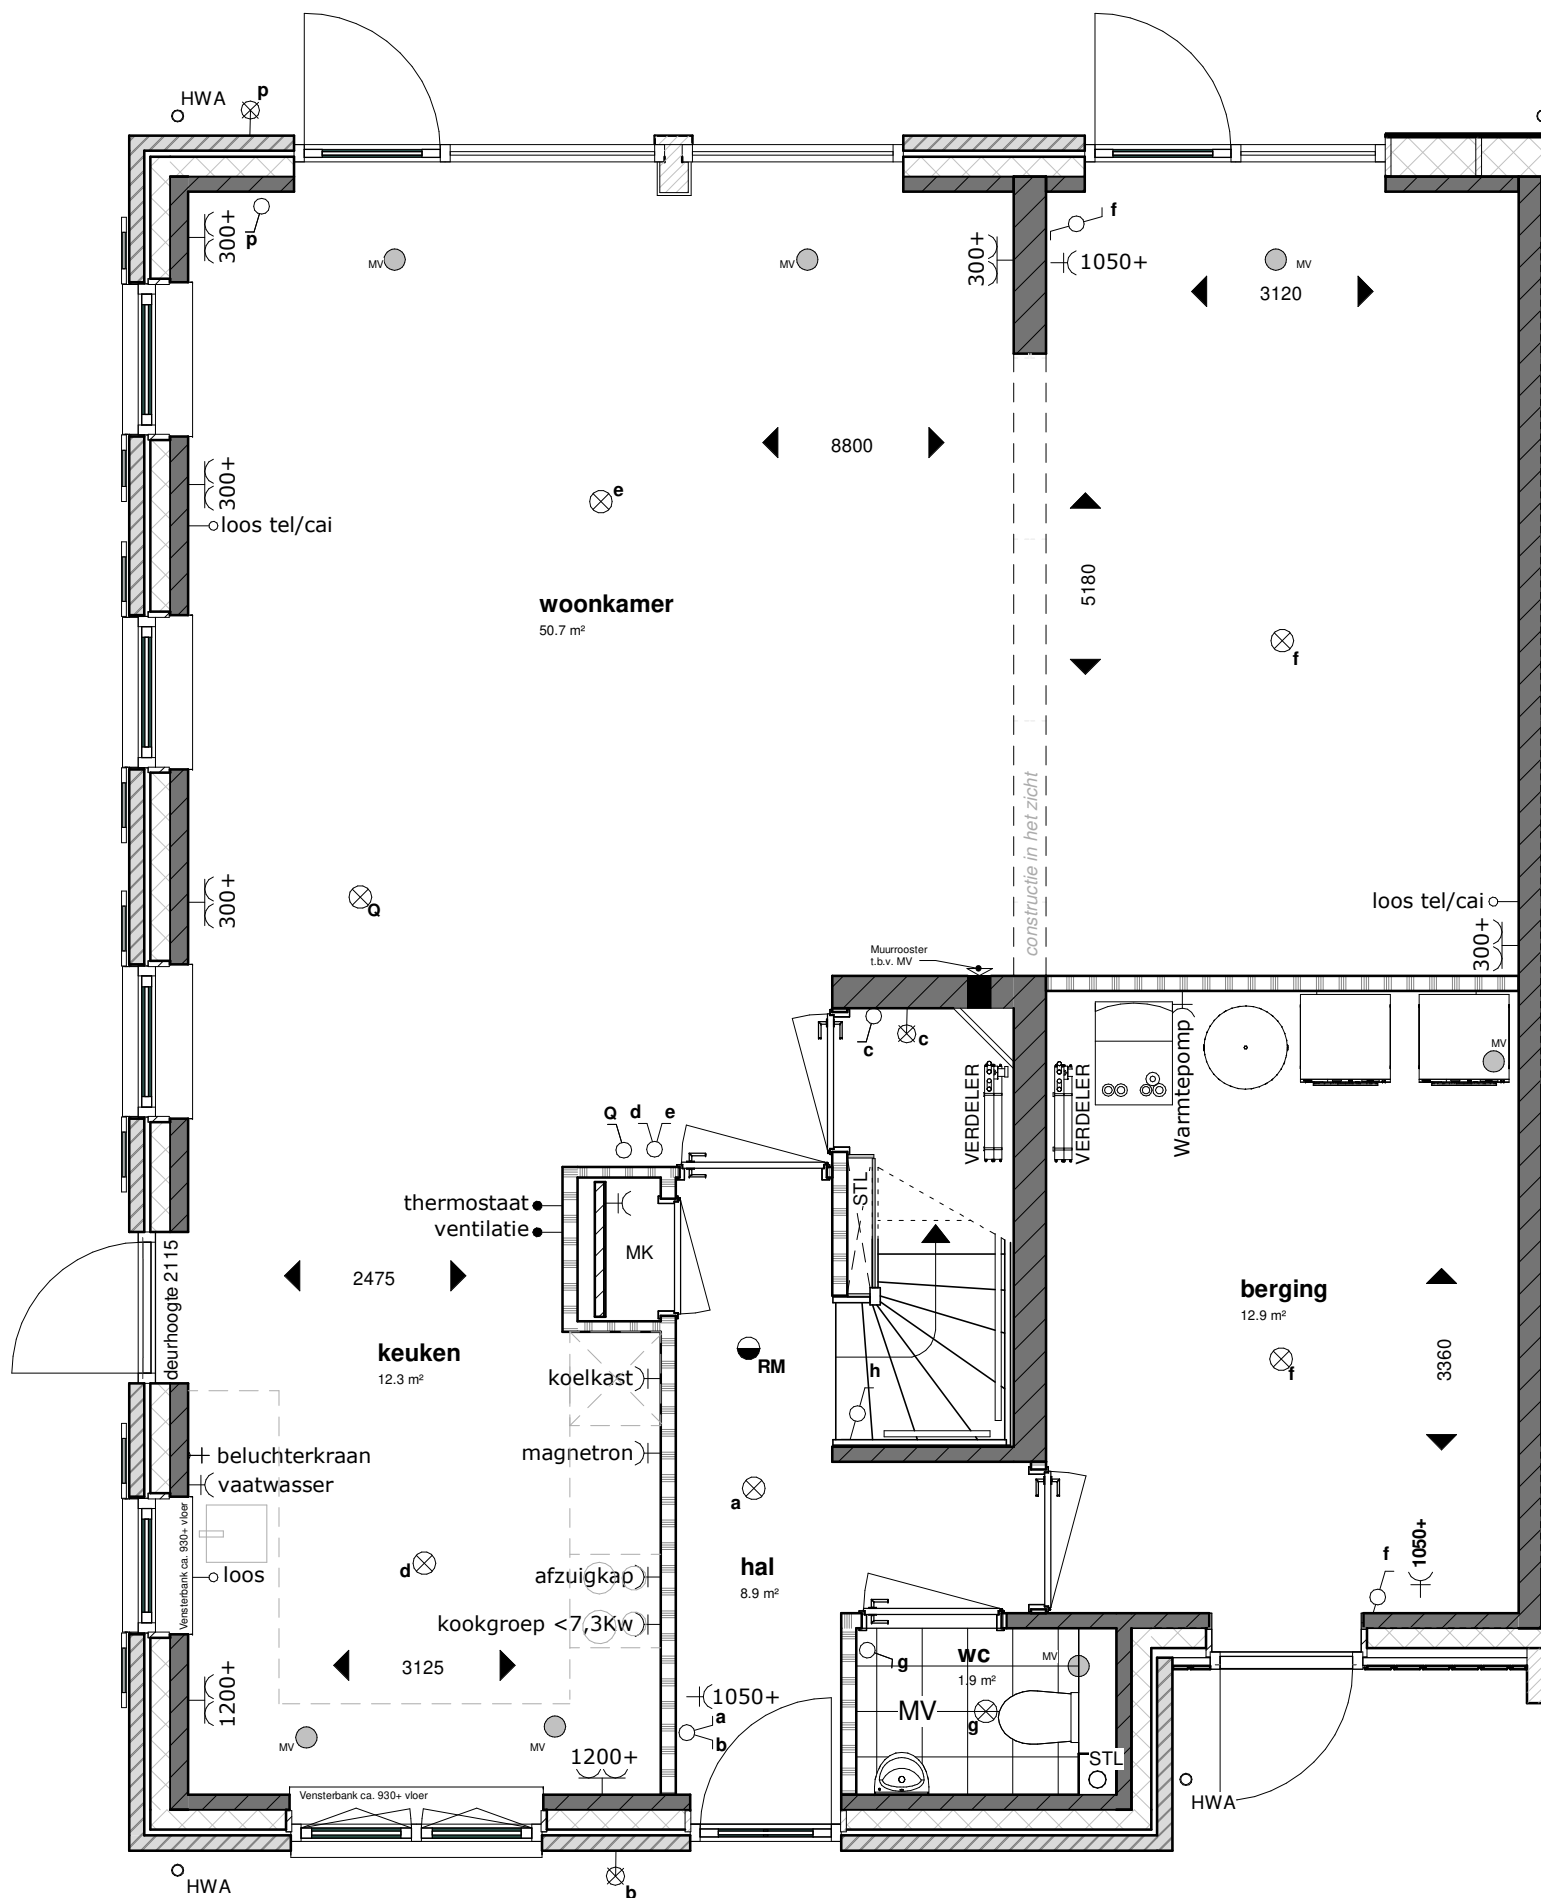 HWA
p
p
300+
MV
MV
300+
f
1050+
MV
3120
8800
300+
e
loos tel/cai
5180
woonkamer
50.7 m²
f
constructie in het zicht
300+
Q
loos tel/cai
300+
Muurrooster
t.b.v. MV
c
c
MV
VERDELER
VERDELER
Warmtepomp
Q
d
e
thermostaat
ventilatie
STL
MK
deurhoogte 2115
2475
keuken
12.3 m²
berging
12.9 m²
3360
koelkast
RM
h
f
magnetron
beluchterkraan
vaatwasser
a
Vensterbank ca. 930+ vloer
d
loos
afzuigkap
hal
8.9 m²
f
1050+
kookgroep <7,3Kw
3125
g
wc
1.9 m²
MV
1200+
1050+
a
b
MV
g
MV
MV
1200+
STL
Vensterbank ca. 930+ vloer
HWA
HWA
b